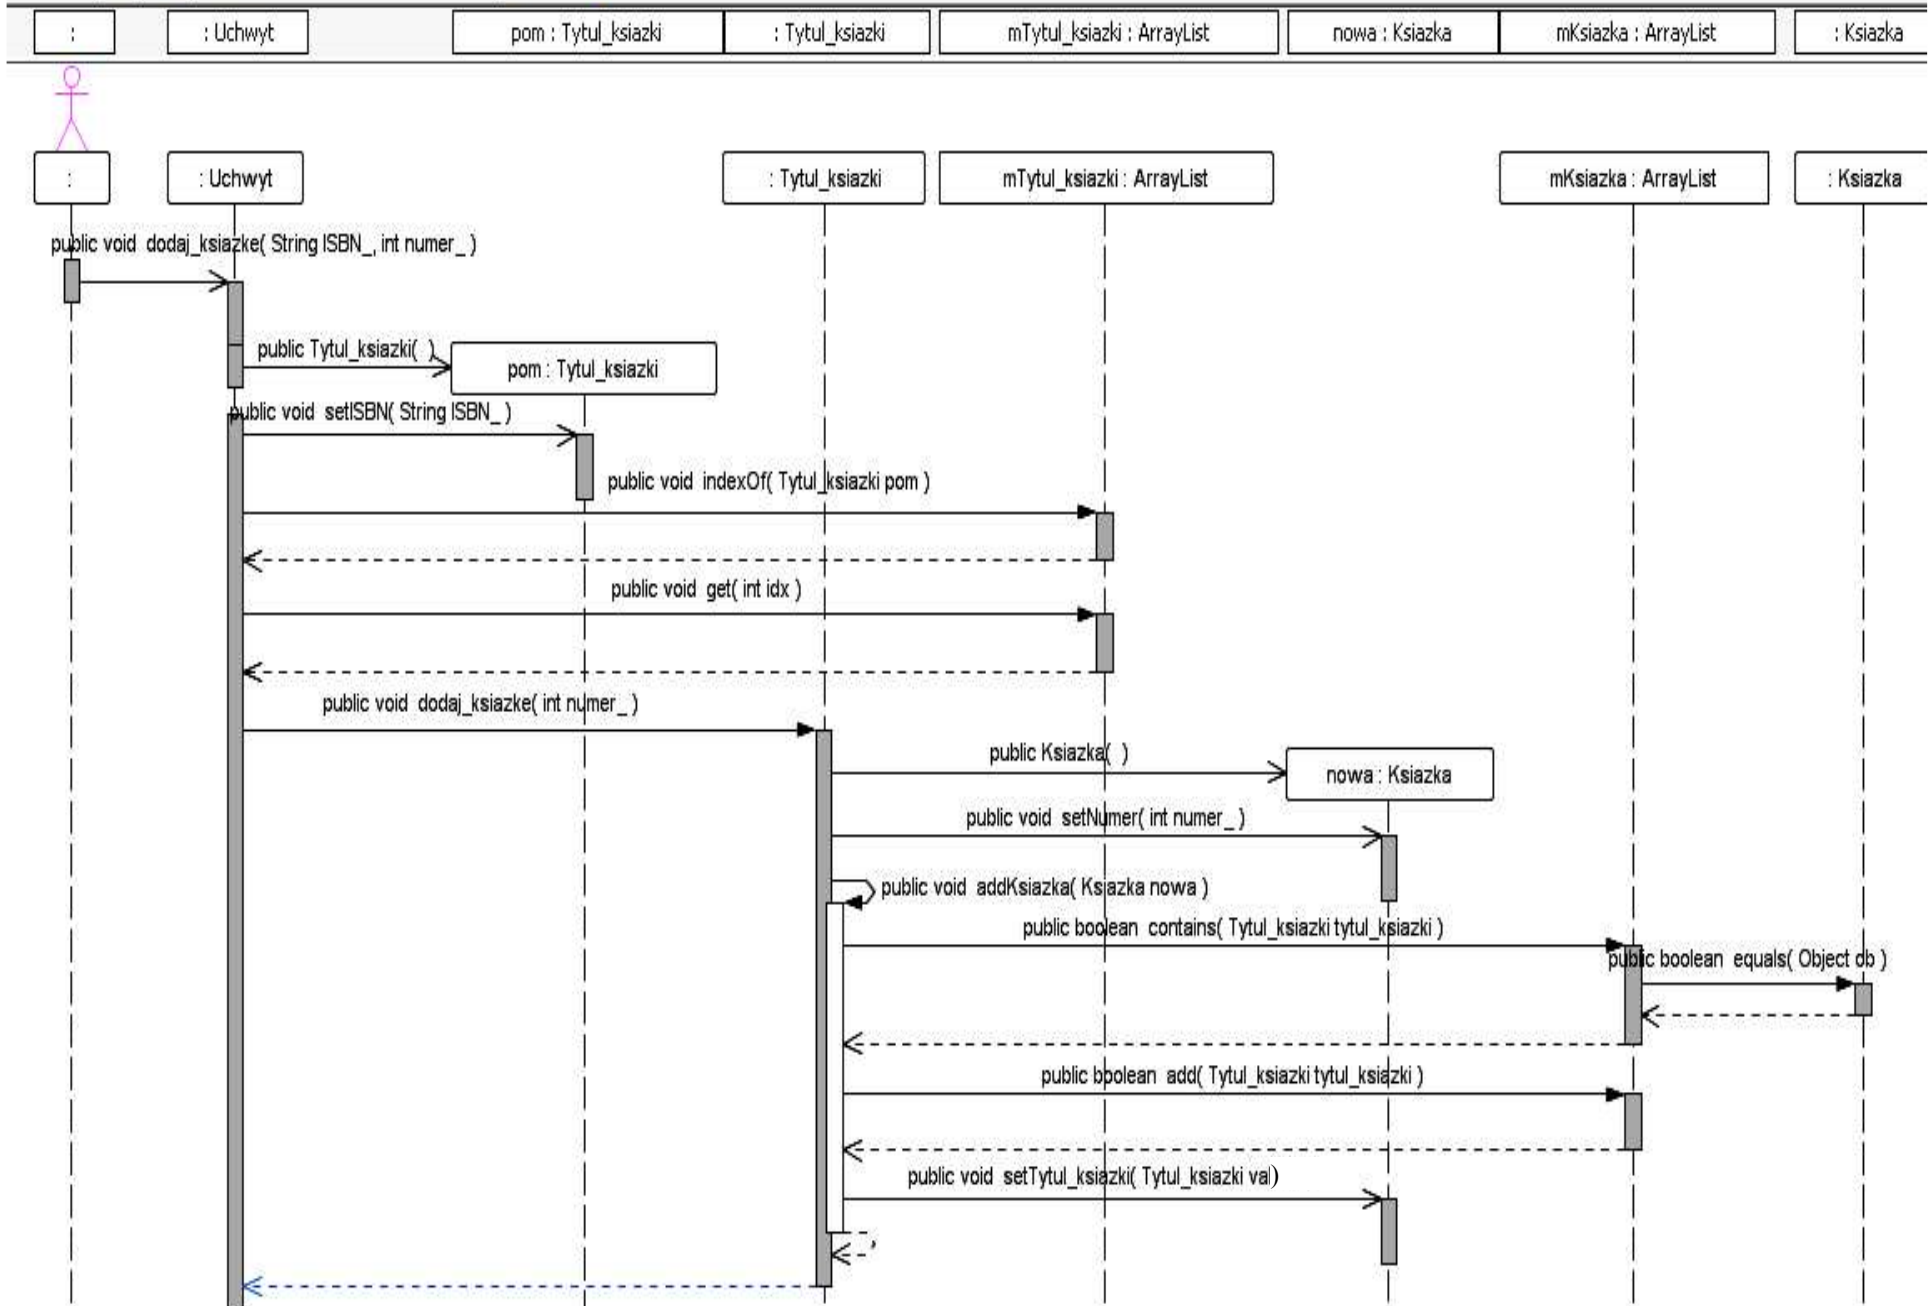 :
: Uchwyt
pom : Tytul_ksiazki
: Tytul_ksiazki
mTytul_ksiazki : ArrayList
nowa : Ksiazka
mKsiazka : ArrayList
: Ksiazka
:
: Uchwyt
: Tytul_ksiazki
mTytul_ksiazki : ArrayList
mKsiazka : ArrayList
: Ksiazka
public void dodaj_ksiazke( String ISBN_, int numer_ )
public Tytul_ksiazki( )
pom : Tytul_ksiazki
public void setISBN( String ISBN_ )
public void indexOf( Tytul_ksiazki pom )
public void get( int idx )
public void dodaj_ksiazke( int numer_ )
public Ksiazka( )
nowa : Ksiazka
public void setNumer( int numer_ )
public void addKsiazka( Ksiazka nowa )
public boolean contains( Tytul_ksiazki tytul_ksiazki )
public boolean equals( Object ob )
public boolean add( Tytul_ksiazki tytul_ksiazki )
public void setTytul_ksiazki( Tytul_ksiazki val)